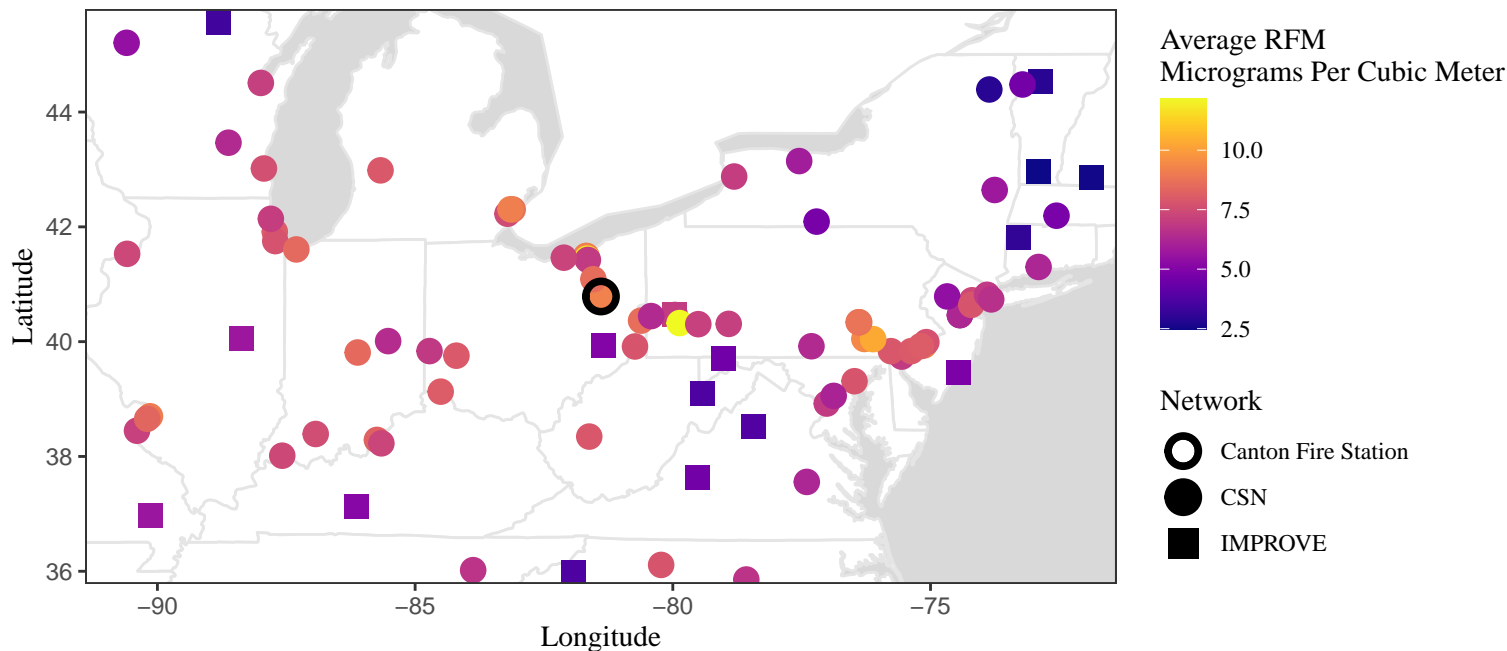 44
42
40
38
36
Latitude
−90
−85
−80
−75
Longitude
Average RFM
Micrograms Per Cubic Meter
10.0
7.5
5.0
2.5
Network
Canton Fire Station
CSN
IMPROVE